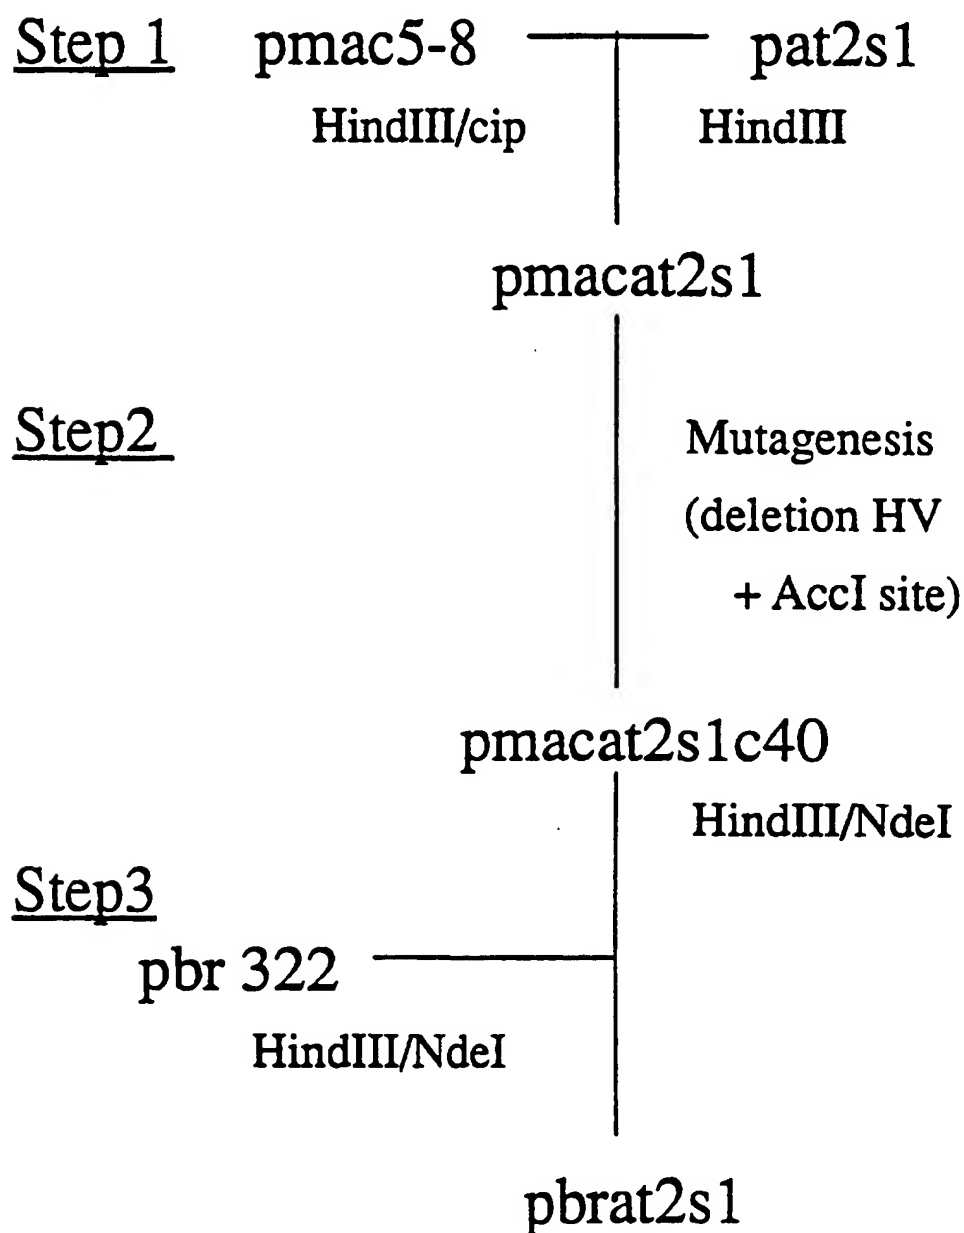 Step 1 pmac5-8 pat2s1
HindIII/cip HindIII
pmacat2s1
Step2
Mutagenesis
(deletion HV
+ AccI site)
pmacat2s1c40
HindIII/NdeI
Step3
pbr 322
HindIII/NdeI
pbrat2s1